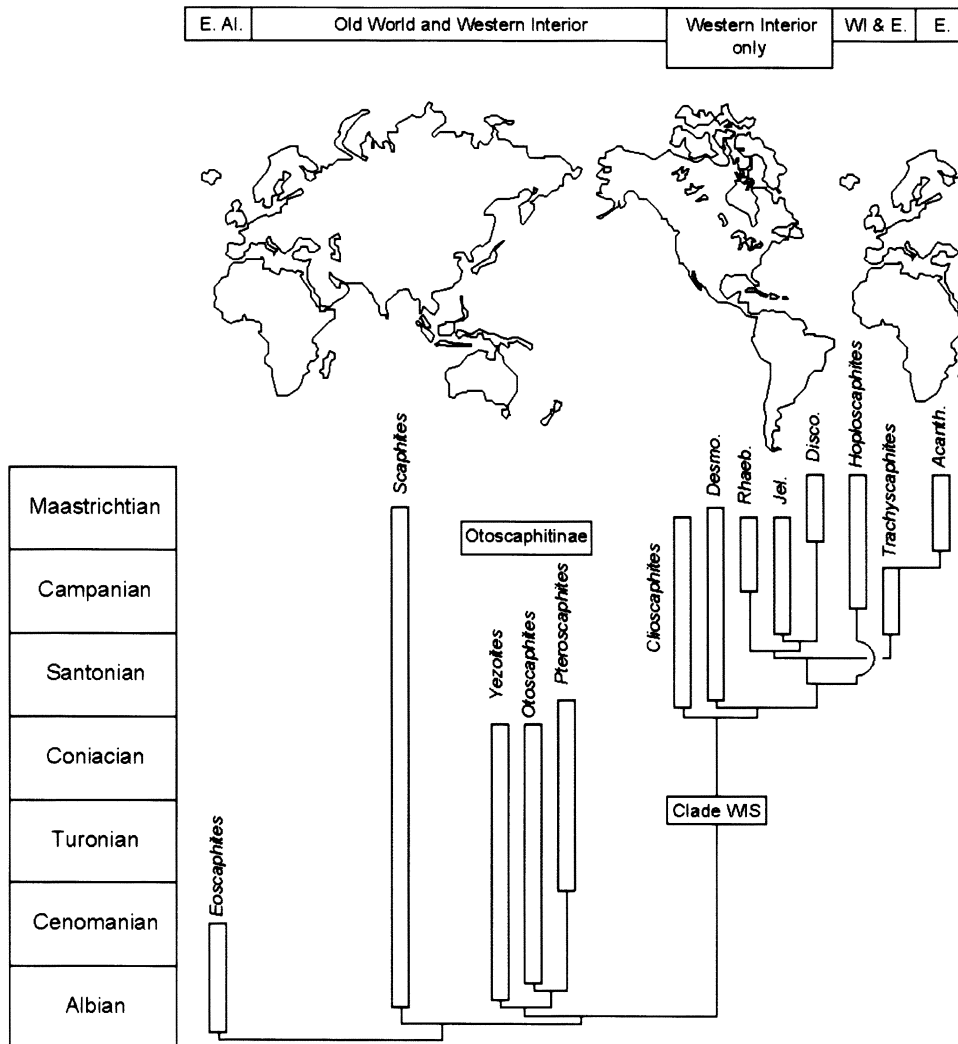 E. Al.
Old World and Western Interior
Western Interior
only
WI & E.
E.
Maastrichtian
Campanian
Santonian
Coniacian
Turonian
Cenomanian
Albian
Eoscaphites
Scaphites
Otoscaphitinae
Yezoites
Otoscaphites
Pteroscaphites
Clioscaphites
Desmo.
Rhaeb.
Jel.
Disco.
Hoploscaphites
Trachyscaphites
Acanth.
Clade WIS